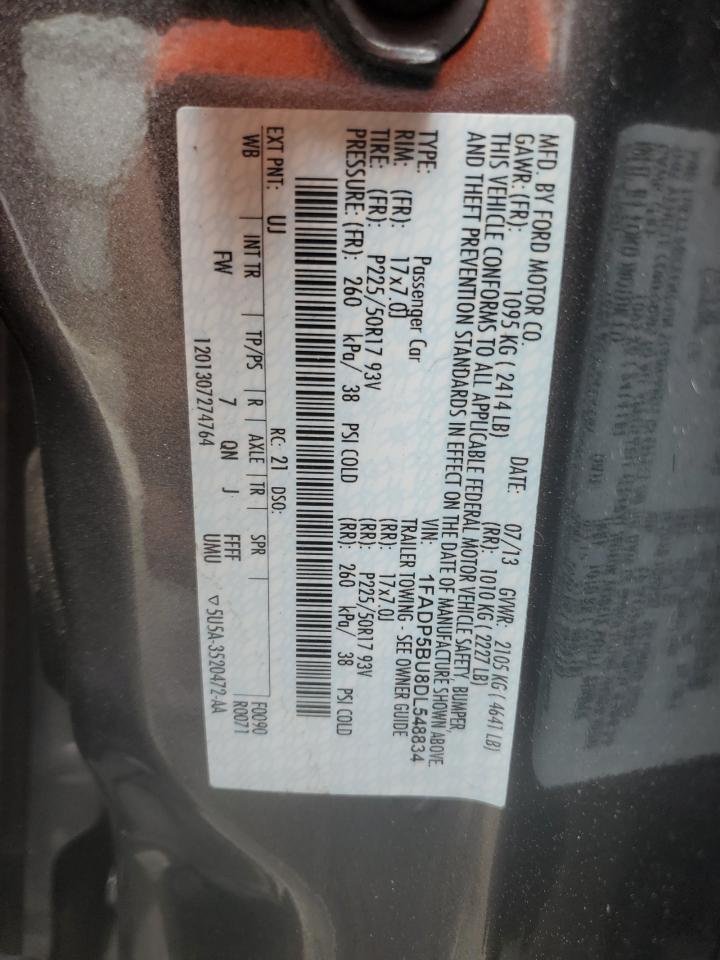 MFD. BY FORD MOTOR CO.
DATE: 07/13 GVWR: 2105 KG ( 4641 LB)
GAWR: (FR): 1095 KG ( 2414 LB) (RR): 1010 KG ( 2227 LB)
THIS VEHICLE CONFORMS TO ALL APPLICABLE FEDERAL MOTOR VEHICLE SAFETY, BUMPER,
AND THEFT PREVENTION STANDARDS IN EFFECT ON THE DATE OF MANUFACTURE SHOWN ABOVE.
VIN: 1FADP5BU8DL548834
TYPE: Passenger Car TRAILER TOWING - SEE OWNER GUIDE
RIM: (FR): 17x7.0J (RR): 17x7.0J
TIRE: (FR): P225/50R17 93V (RR): P225/50R17 93V
PRESSURE: (FR): 260 kPa/ 38 PSI COLD (RR): 260 kPa/ 38 PSI COLD
EXT PNT: UJ RC: 21 DSO: F0090
WB INT TR TP/PS R AXLE TR SPR R0071
FW 7 QN J FFFF
UMU
1201307274764 ▽5U5A-3520472-AA